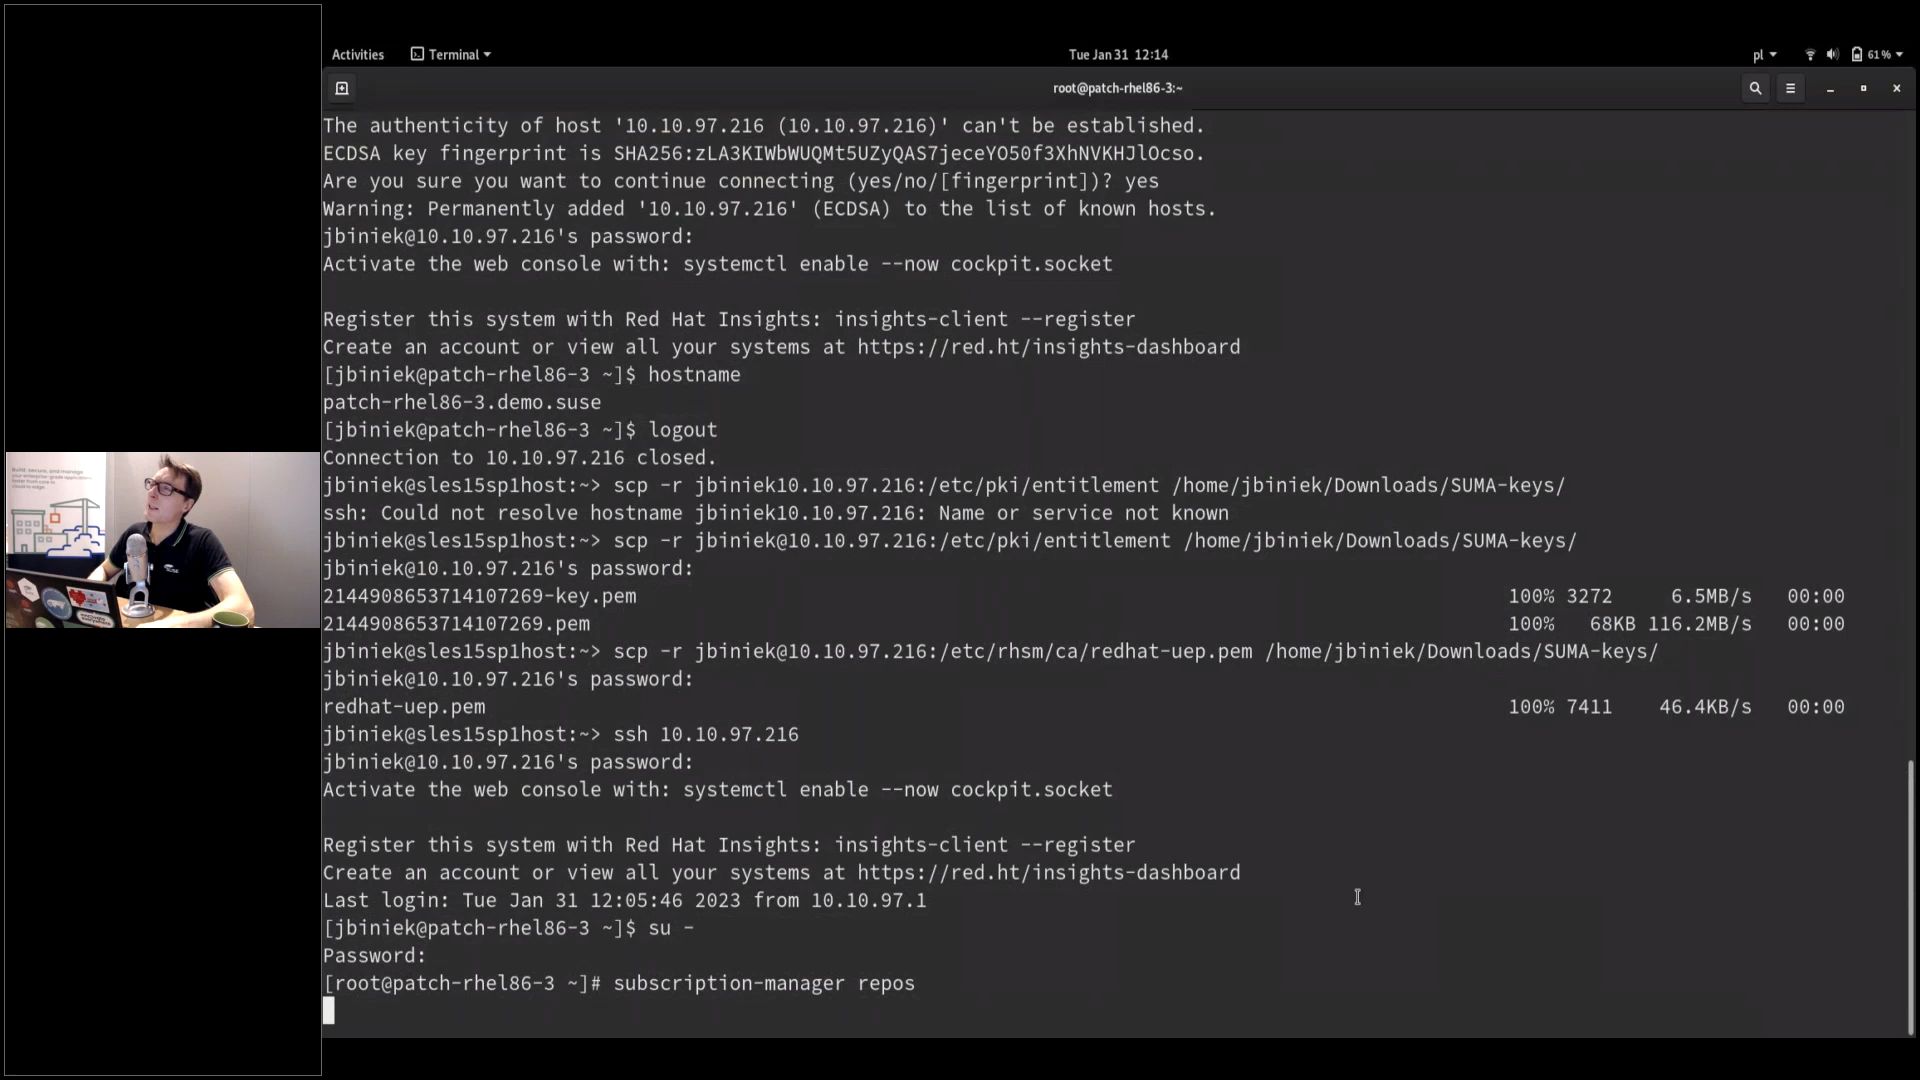 Activities
Terminal
Tue Jan 31 12:14
pl
61 %
root@patch-rhel86-3:~
The authenticity of host '10.10.97.216 (10.10.97.216)' can't be established.
ECDSA key fingerprint is SHA256:zLA3KIWbWUQMt5UZyQAS7jeceYO50f3XhNVKHJlOcso.
Are you sure you want to continue connecting (yes/no/[fingerprint])? yes
Warning: Permanently added '10.10.97.216' (ECDSA) to the list of known hosts.
jbiniek@10.10.97.216's password:
Activate the web console with: systemctl enable --now cockpit.socket
Register this system with Red Hat Insights: insights-client --register
Create an account or view all your systems at https://red.ht/insights-dashboard
[jbiniek@patch-rhel86-3 ~]$ hostname
patch-rhel86-3.demo.suse
[jbiniek@patch-rhel86-3 ~]$ logout
Connection to 10.10.97.216 closed.
jbiniek@sles15sp1host:~> scp -r jbiniek10.10.97.216:/etc/pki/entitlement /home/jbiniek/Downloads/SUMA-keys/
ssh: Could not resolve hostname jbiniek10.10.97.216: Name or service not known
jbiniek@sles15sp1host:~> scp -r jbiniek@10.10.97.216:/etc/pki/entitlement /home/jbiniek/Downloads/SUMA-keys/
jbiniek@10.10.97.216's password:
2144908653714107269-key.pem 100% 3272 6.5MB/s 00:00
2144908653714107269.pem 100% 68KB 116.2MB/s 00:00
jbiniek@sles15sp1host:~> scp -r jbiniek@10.10.97.216:/etc/rhsm/ca/redhat-uep.pem /home/jbiniek/Downloads/SUMA-keys/
jbiniek@10.10.97.216's password:
redhat-uep.pem 100% 7411 46.4KB/s 00:00
jbiniek@sles15sp1host:~> ssh 10.10.97.216
jbiniek@10.10.97.216's password:
Activate the web console with: systemctl enable --now cockpit.socket
Register this system with Red Hat Insights: insights-client --register
Create an account or view all your systems at https://red.ht/insights-dashboard
Last login: Tue Jan 31 12:05:46 2023 from 10.10.97.1
[jbiniek@patch-rhel86-3 ~]$ su -
Password:
[root@patch-rhel86-3 ~]# subscription-manager repos